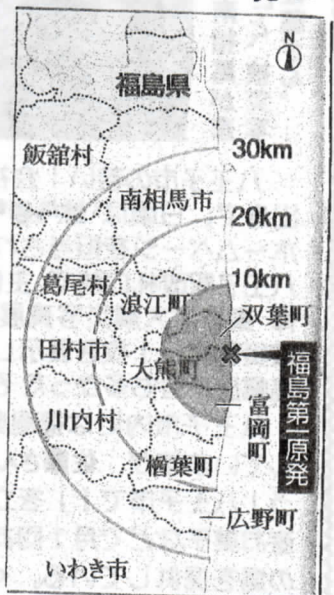 N
福島県
飯舘村
30km
南相馬市
20km
葛尾村
10km
浪江町
双葉町
田村市
大熊町
福島第一原発
川内村
富岡町
楢葉町
広野町
いわき市